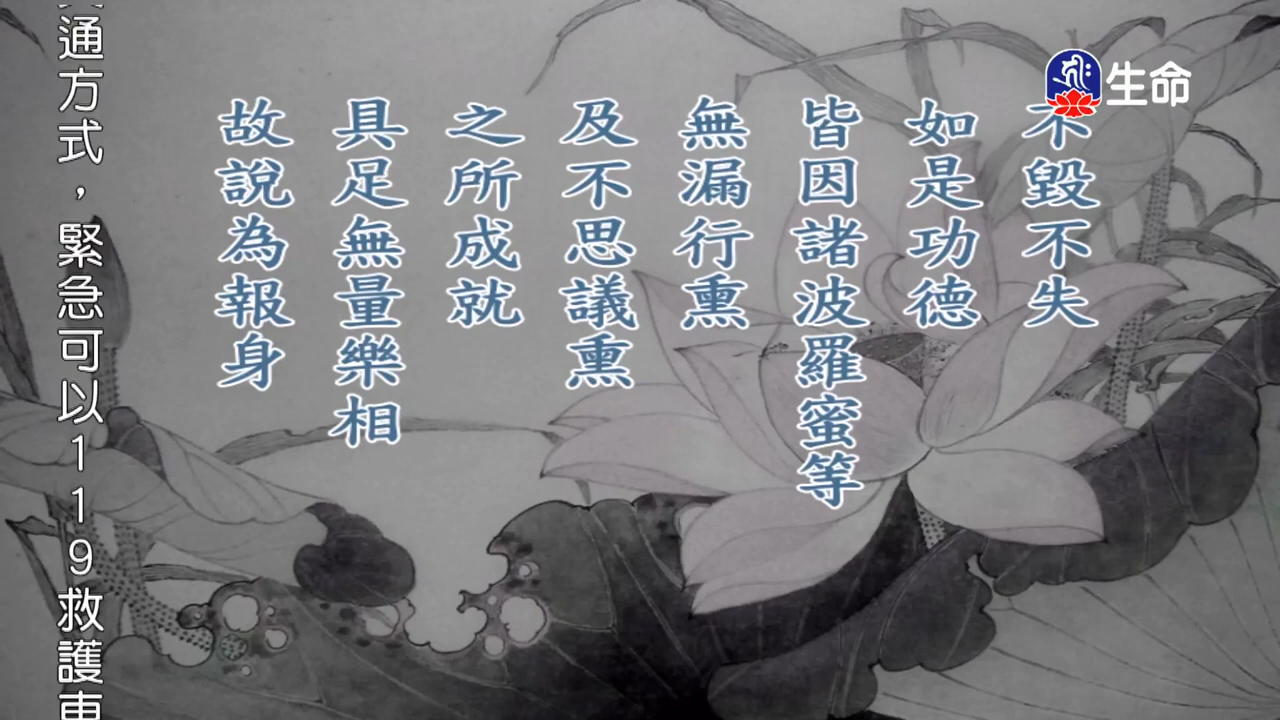 生命
不毀不失
如是功德
皆因諸波羅蜜等
無漏行熏
及不思議熏
之所成就
具足無量樂相
故說為報身
通方式，緊急可以119救護車